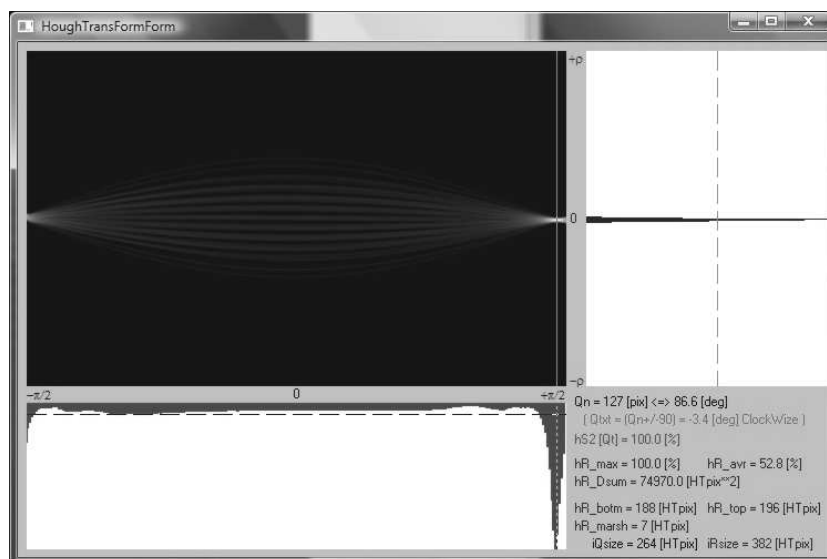 HoughTransFormForm
+ρ
0
−ρ
−π/2 0 +π/2
Qn = 127 [pix] <=> 86.6 [deg]
( Qtxt = (Qn+/-90) = -3.4 [deg] ClockWize )
hS2 [Qt] = 100.0 [%]
hR_max = 100.0 [%] hR_avr = 52.8 [%]
hR_Dsum = 74970.0 [HTpix**2]
hR_botm = 188 [HTpix] hR_top = 196 [HTpix]
hR_marsh = 7 [HTpix]
iQsize = 264 [HTpix] iRsize = 382 [HTpix]